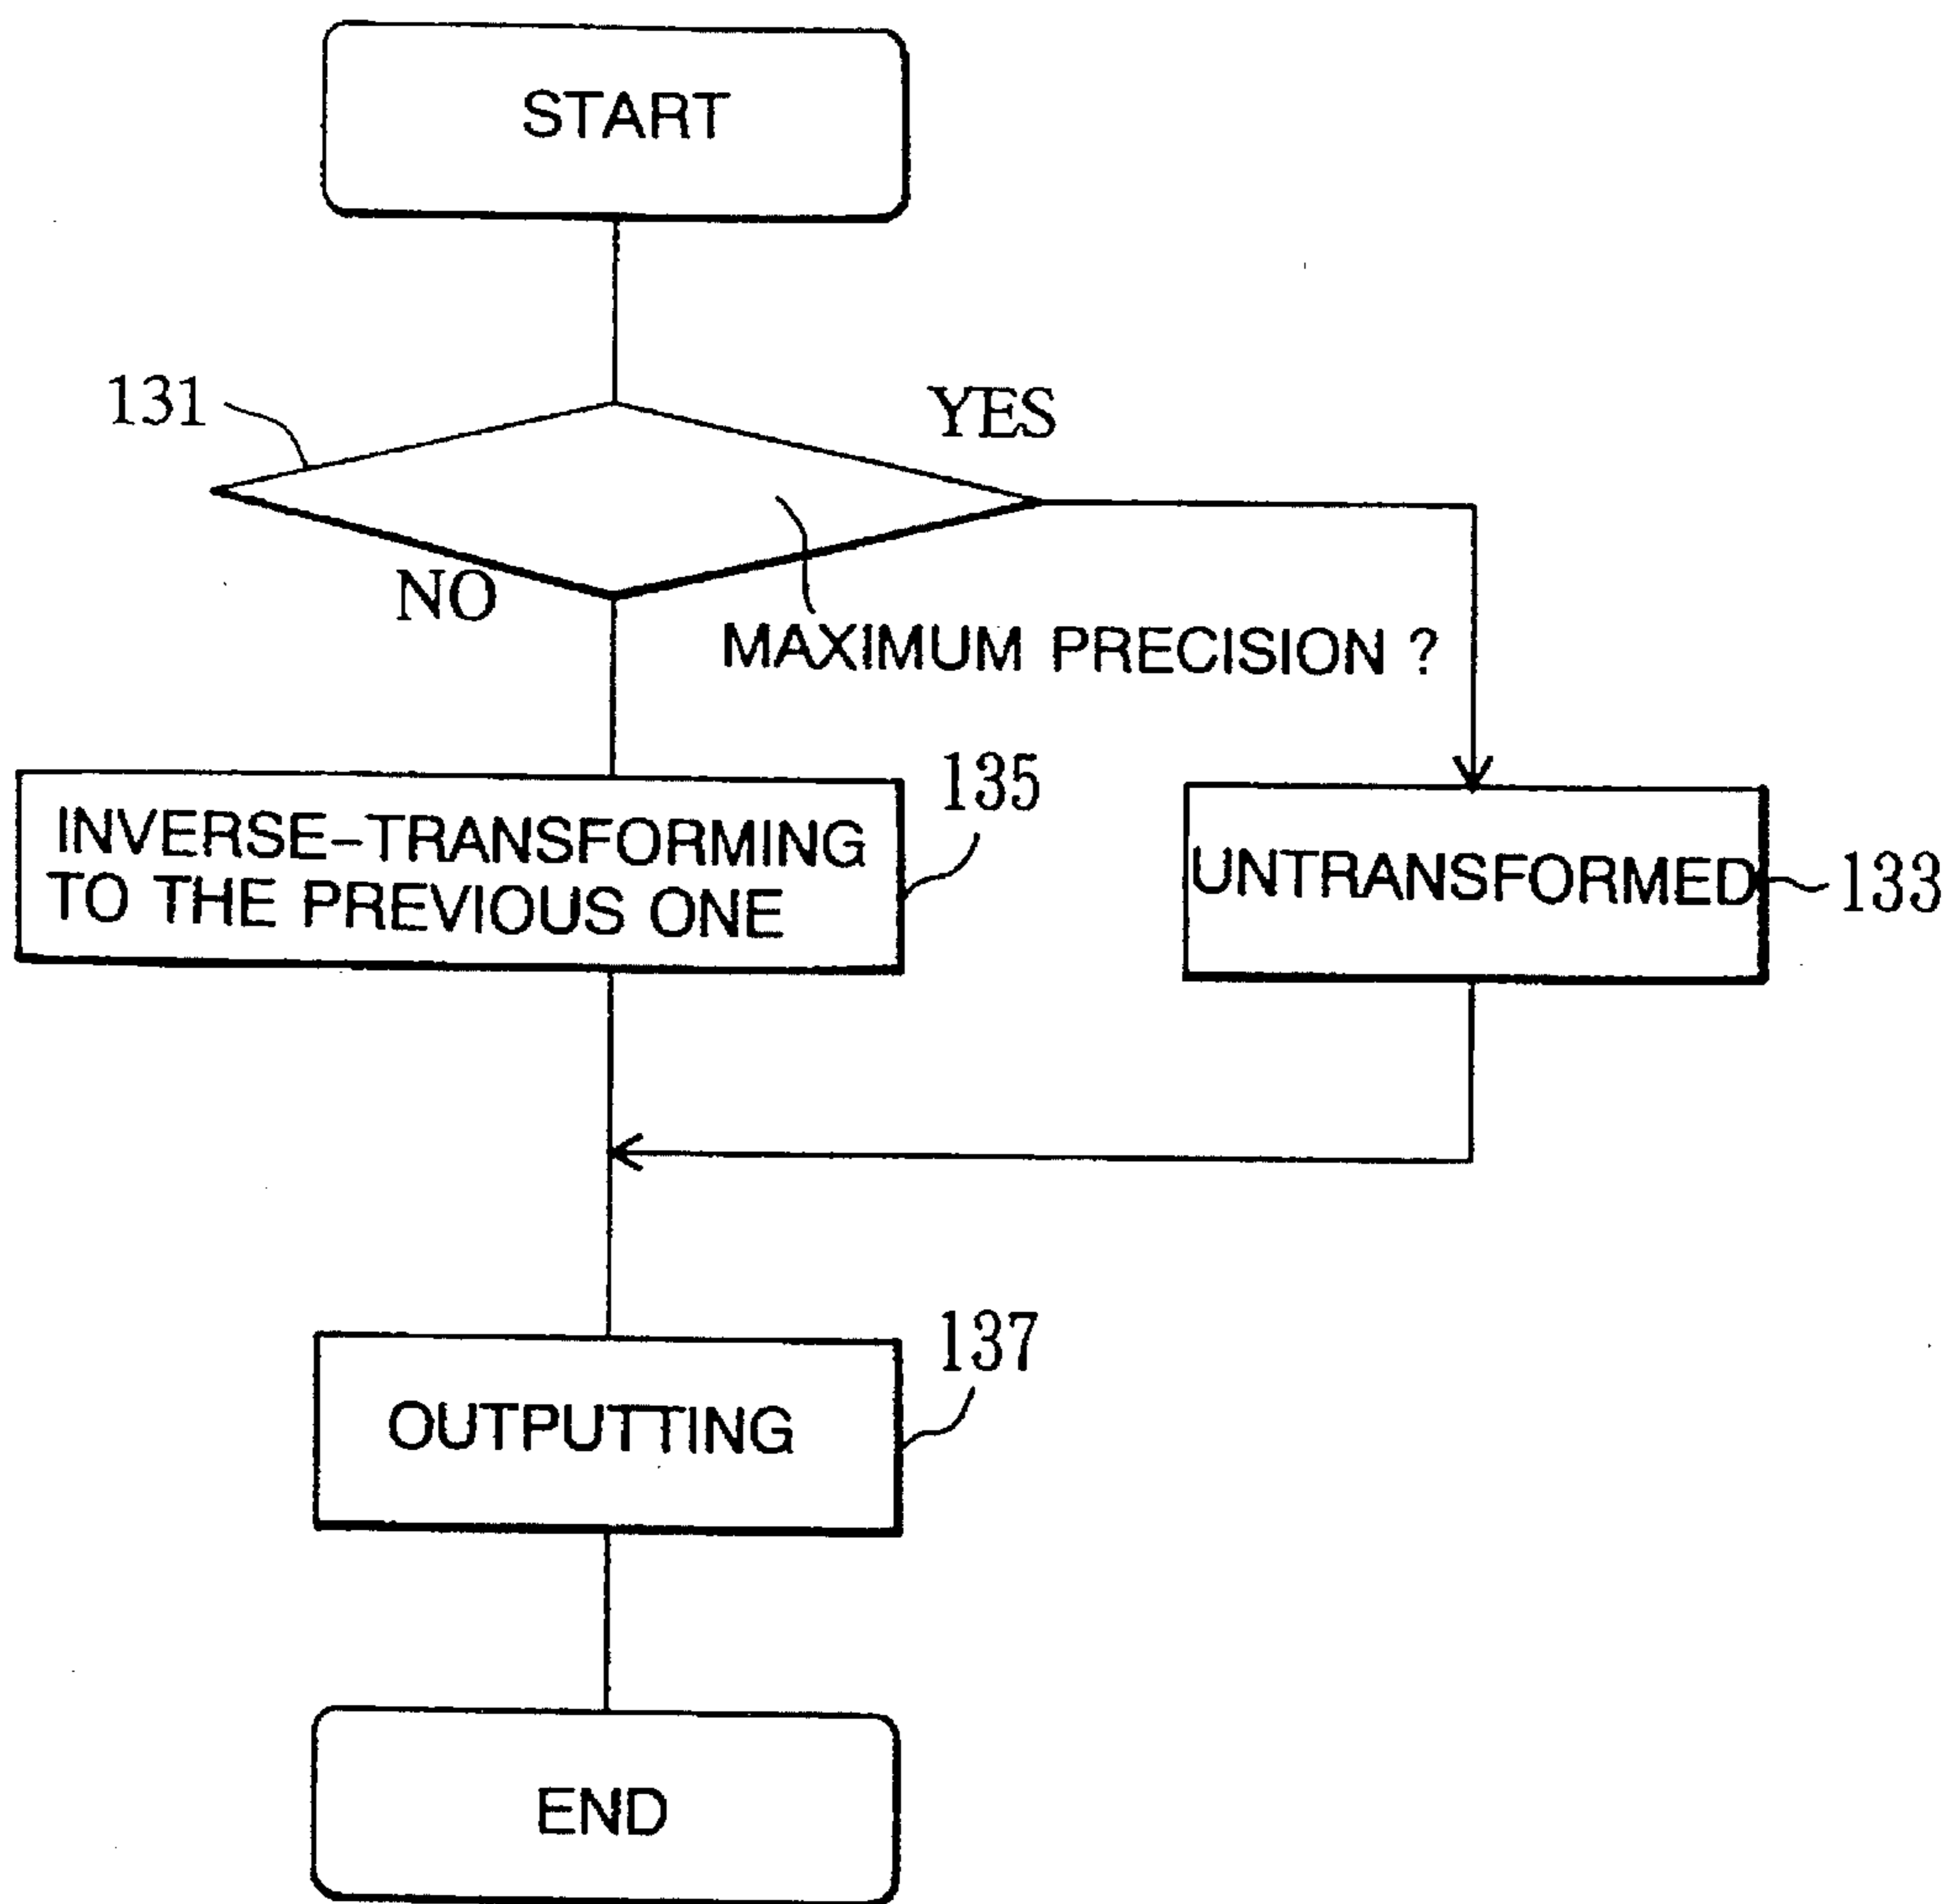 START
131
YES
NO
MAXIMUM PRECISION ?
135
INVERSE-TRANSFORMING
TO THE PREVIOUS ONE
UNTRANSFORMED
133
137
OUTPUTTING
END